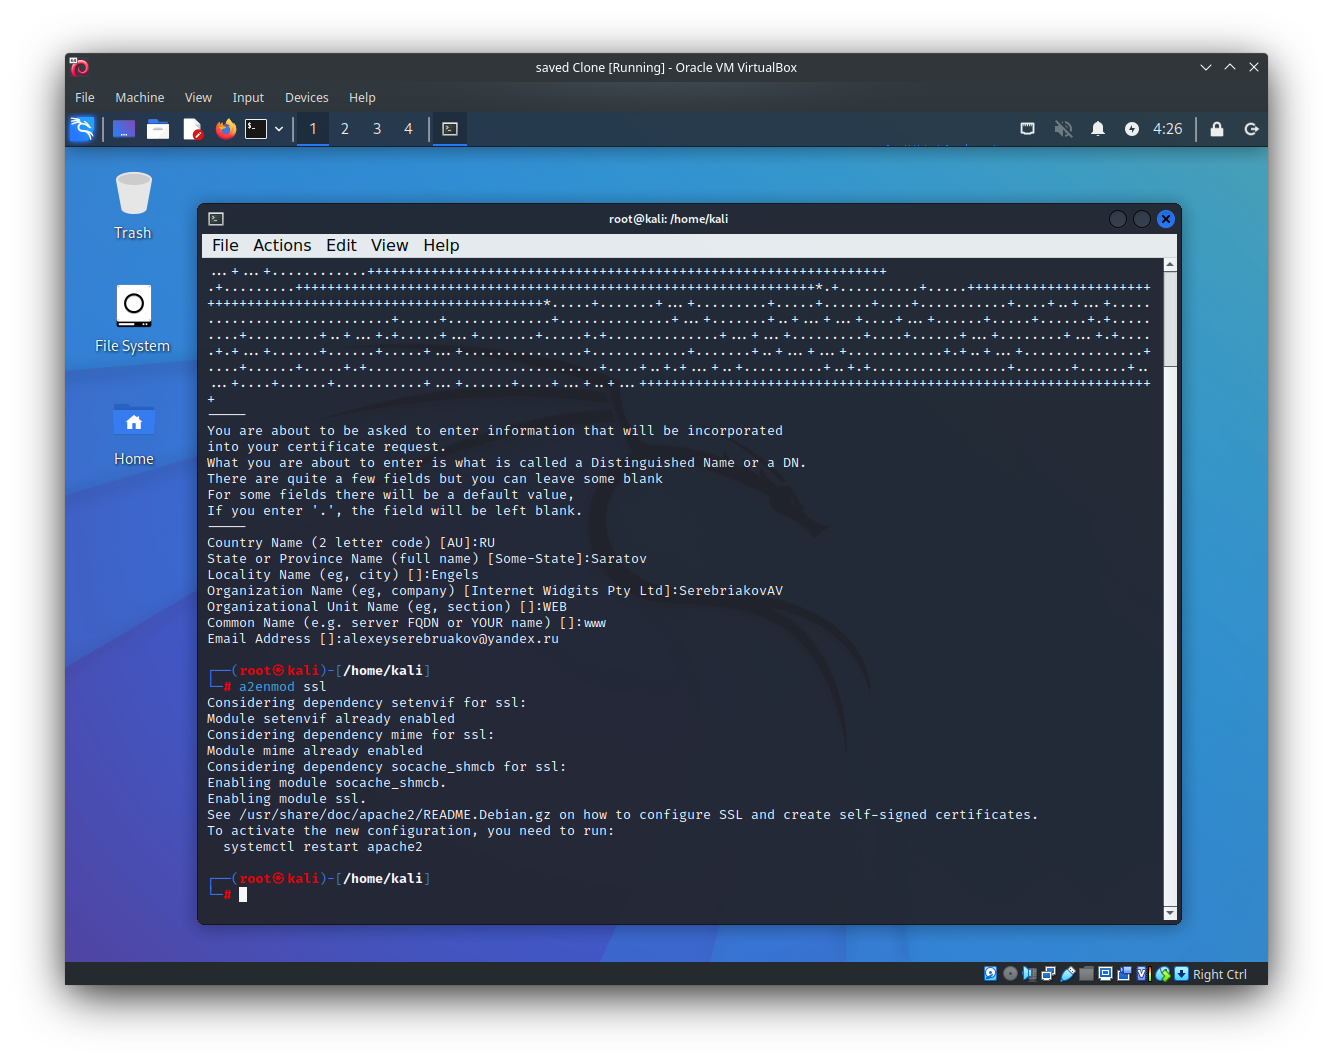 saved Clone [Running] - Oracle VM VirtualBox
File Machine View Input Devices Help
1 2 3 4 4:26
Trash
File System
Home
root@kali: /home/kali
File Actions Edit View Help
-----
You are about to be asked to enter information that will be incorporated
into your certificate request.
What you are about to enter is what is called a Distinguished Name or a DN.
There are quite a few fields but you can leave some blank
For some fields there will be a default value,
If you enter '.', the field will be left blank.
-----
Country Name (2 letter code) [AU]:RU
State or Province Name (full name) [Some-State]:Saratov
Locality Name (eg, city) []:Engels
Organization Name (eg, company) [Internet Widgits Pty Ltd]:SerebriakovAV
Organizational Unit Name (eg, section) []:WEB
Common Name (e.g. server FQDN or YOUR name) []:www
Email Address []:alexeyserebruakov@yandex.ru
┌──(root㉿kali)-[/home/kali]
└─# a2enmod ssl
Considering dependency setenvif for ssl:
Module setenvif already enabled
Considering dependency mime for ssl:
Module mime already enabled
Considering dependency socache_shmcb for ssl:
Enabling module socache_shmcb.
Enabling module ssl.
See /usr/share/doc/apache2/README.Debian.gz on how to configure SSL and create self-signed certificates.
To activate the new configuration, you need to run:
  systemctl restart apache2
┌──(root㉿kali)-[/home/kali]
└─#
Right Ctrl